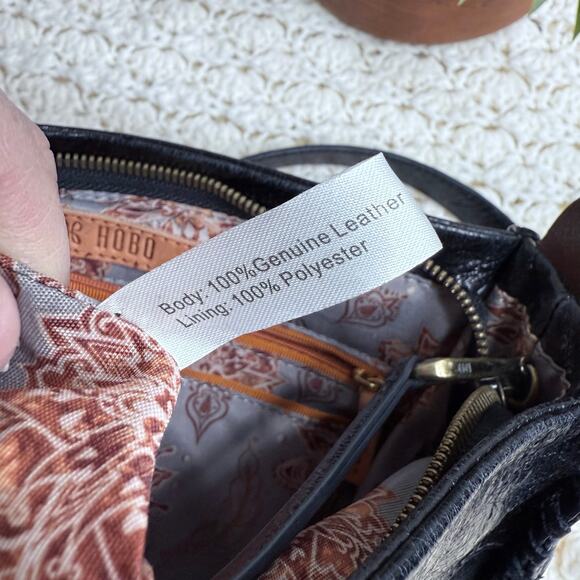 HOBO
Body: 100%Genuine Leather
Lining: 100% Polyester